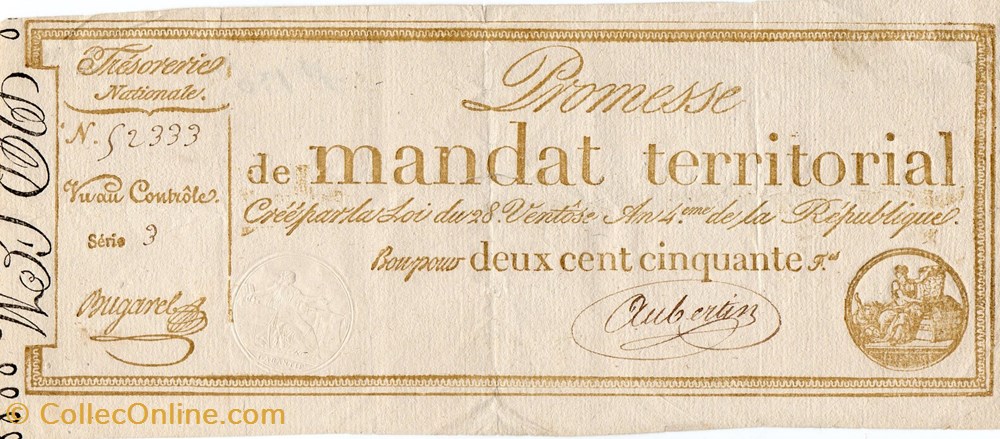 Trésorerie
Nationale.
N. 52333
Vu au Contrôle.
Série 3
Bugarel
Promesse
de mandat territorial
Créé par la Loi du 28 Ventôse An 4.eme de la République.
Bon pour deux cent cinquante F.cs
Aubertin
© CollecOnline.com